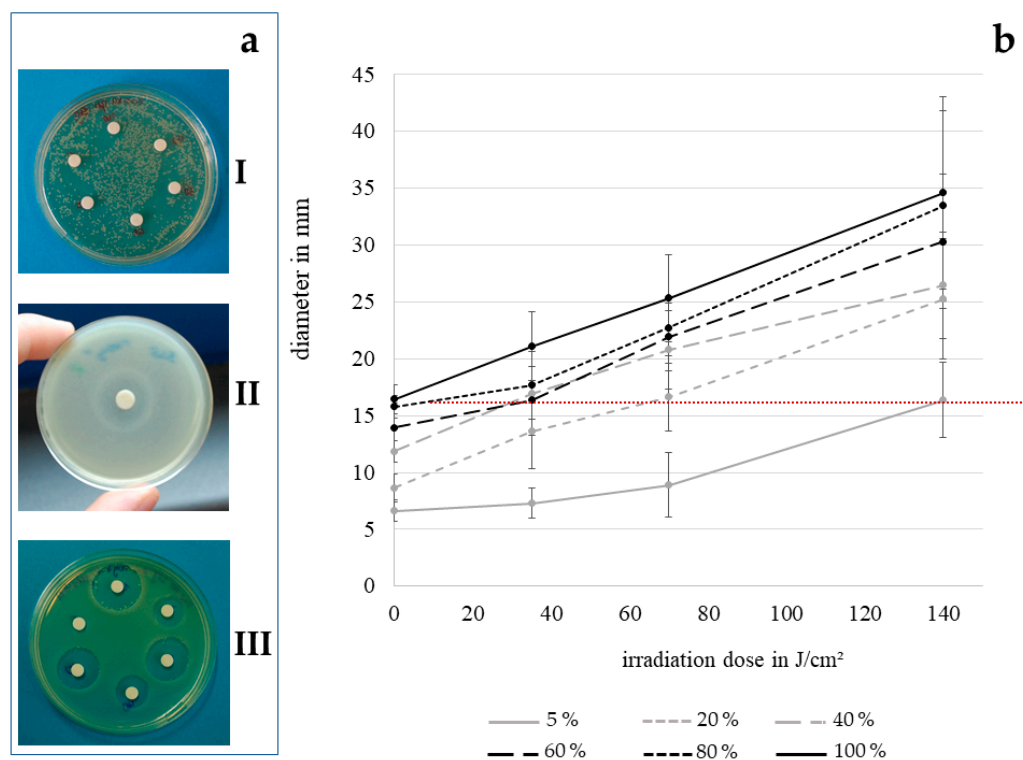 a
I
II
III
b
diameter in mm
45
40
35
30
25
20
15
10
5
0
0 20 40 60 80 100 120 140
irradiation dose in J/cm²
5 % 20 % 40 %
60 % 80 % 100 %